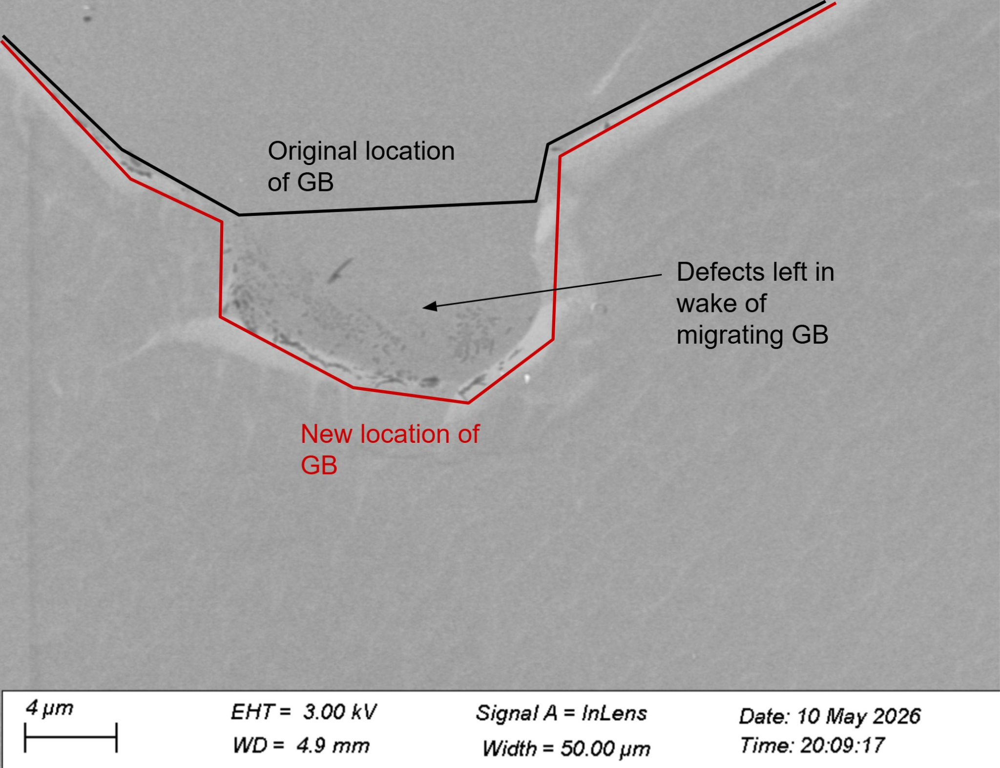 Original location
of GB
Defects left in
wake of
migrating GB
New location of
GB
4 µm
EHT = 3.00 kV
Signal A = InLens
Date: 10 May 2026
WD = 4.9 mm
Width = 50.00 µm
Time: 20:09:17